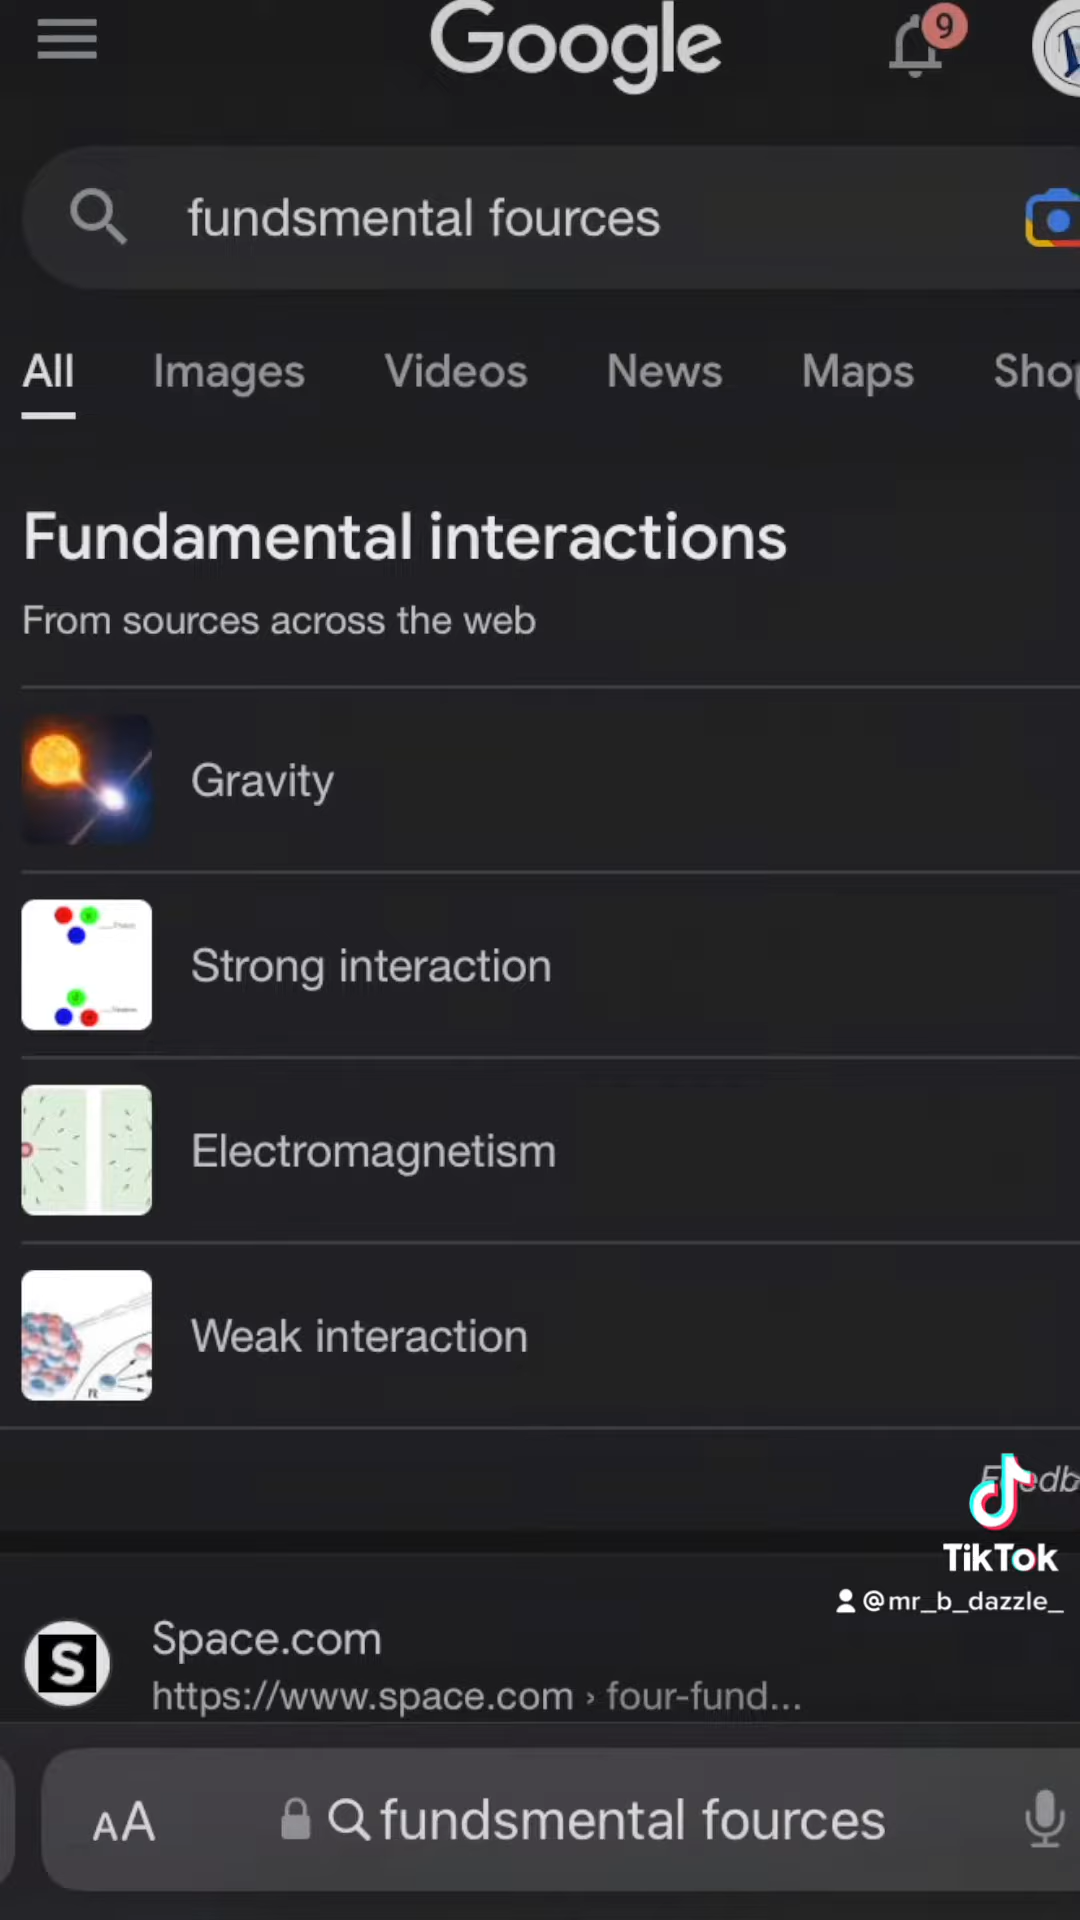 Google
9
fundsmental fources
All Images Videos News Maps Shop
Fundamental interactions
From sources across the web
Gravity
Strong interaction
Electromagnetism
Weak interaction
TikTok
@mr_b_dazzle_
S
Space.com
https://www.space.com › four-fund...
AA fundsmental fources